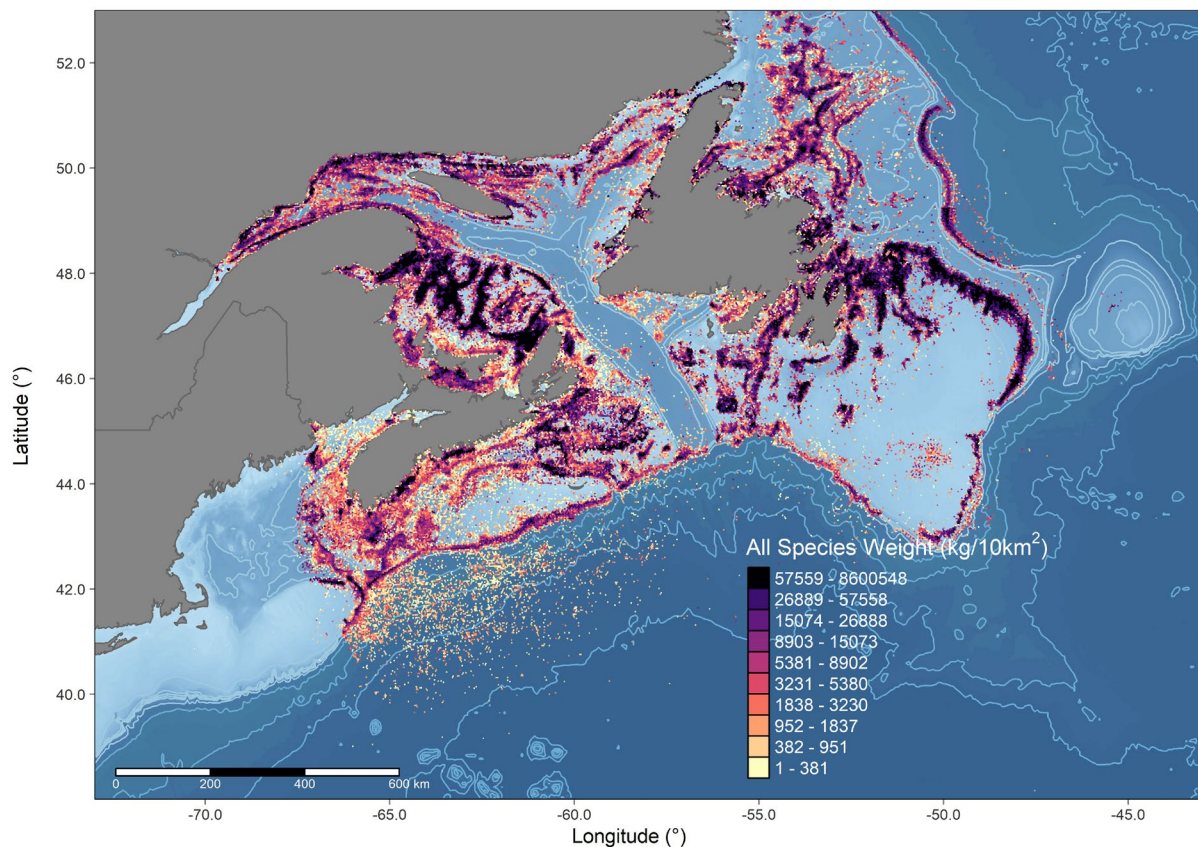 52.0
50.0
48.0
46.0
44.0
42.0
40.0
Latitude (°)
All Species Weight (Kg/10km²)
57559 - 8600548
26889 - 57558
15074 - 26888
8903 - 15073
5381 - 8902
3231 - 5380
1838 - 3230
952 - 1837
382 - 951
1 - 381
0 200 400 600 km
-70.0 -65.0 -60.0 -55.0 -50.0 -45.0
Longitude (°)